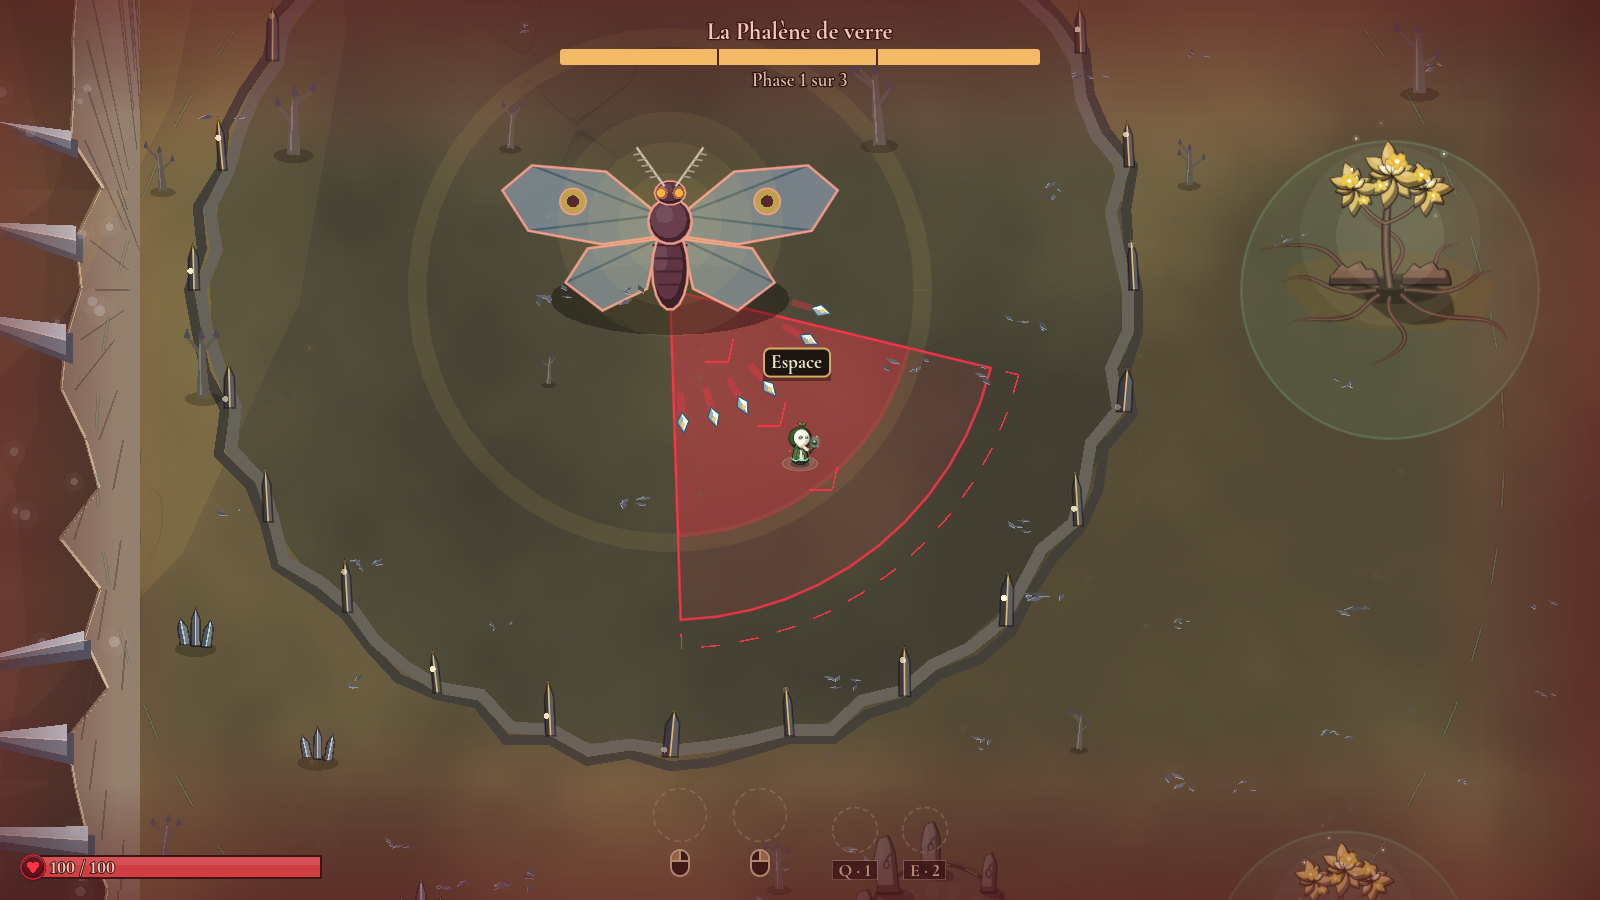 La Phalène de verre
Phase 1 sur 3
Espace
100 / 100
Q · 1
E · 2